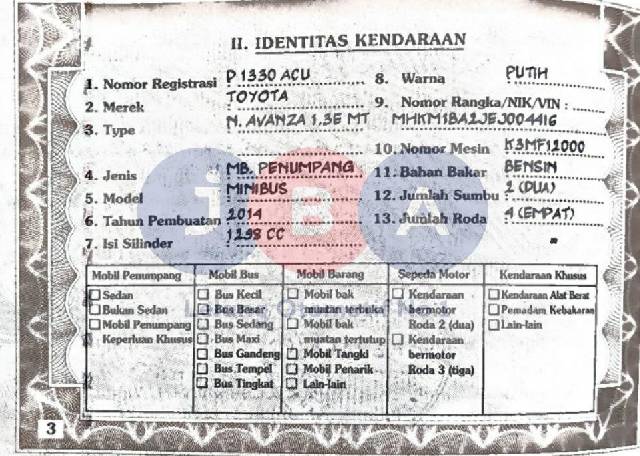 II. IDENTITAS KENDARAAN
1. Nomor Registrasi : P 1330 ACU
2. Merek : TOYOTA
3. Type : N. AVANZA 1.3E MT
4. Jenis : MB. PENUMPANG
5. Model : MINIBUS
6. Tahun Pembuatan : 2014
7. Isi Silinder : 1298 CC
8. Warna : PUTIH
9. Nomor Rangka/NIK/VIN :
MHKM1BA2JEJ004416
10. Nomor Mesin : K3MF12000
11. Bahan Bakar : BENSIN
12. Jumlah Sumbu : 2 (DUA)
13. Jumlah Roda : 4 (EMPAT)
JBA
Mobil Penumpang
Sedan
Bukan Sedan
Mobil Penumpang
Keperluan Khusus
Mobil Bus
Bus Kecil
Bus Besar
Bus Sedang
Bus Maxi
Bus Gandeng
Bus Tempel
Bus Tingkat
Mobil Barang
Mobil bak
muatan terbuka
Mobil bak
muatan tertutup
Mobil Tangki
Mobil Penarik
Lain-lain
Sepeda Motor
Kendaraan
bermotor
Roda 2 (dua)
Kendaraan
bermotor
Roda 3 (tiga)
Kendaraan Khusus
Kendaraan Alat Berat
Pemadam Kebakaran
Lain-lain
3